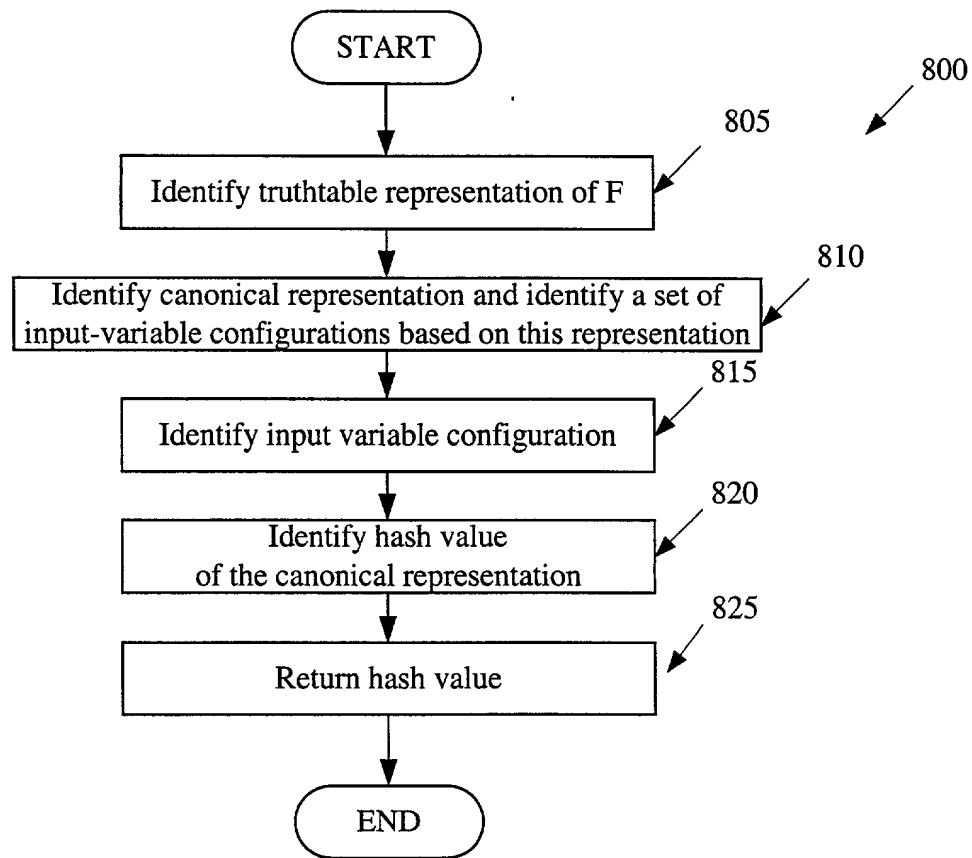 START
800
805
Identify truthtable representation of F
810
Identify canonical representation and identify a set of
input-variable configurations based on this representation
815
Identify input variable configuration
820
Identify hash value
of the canonical representation
825
Return hash value
END